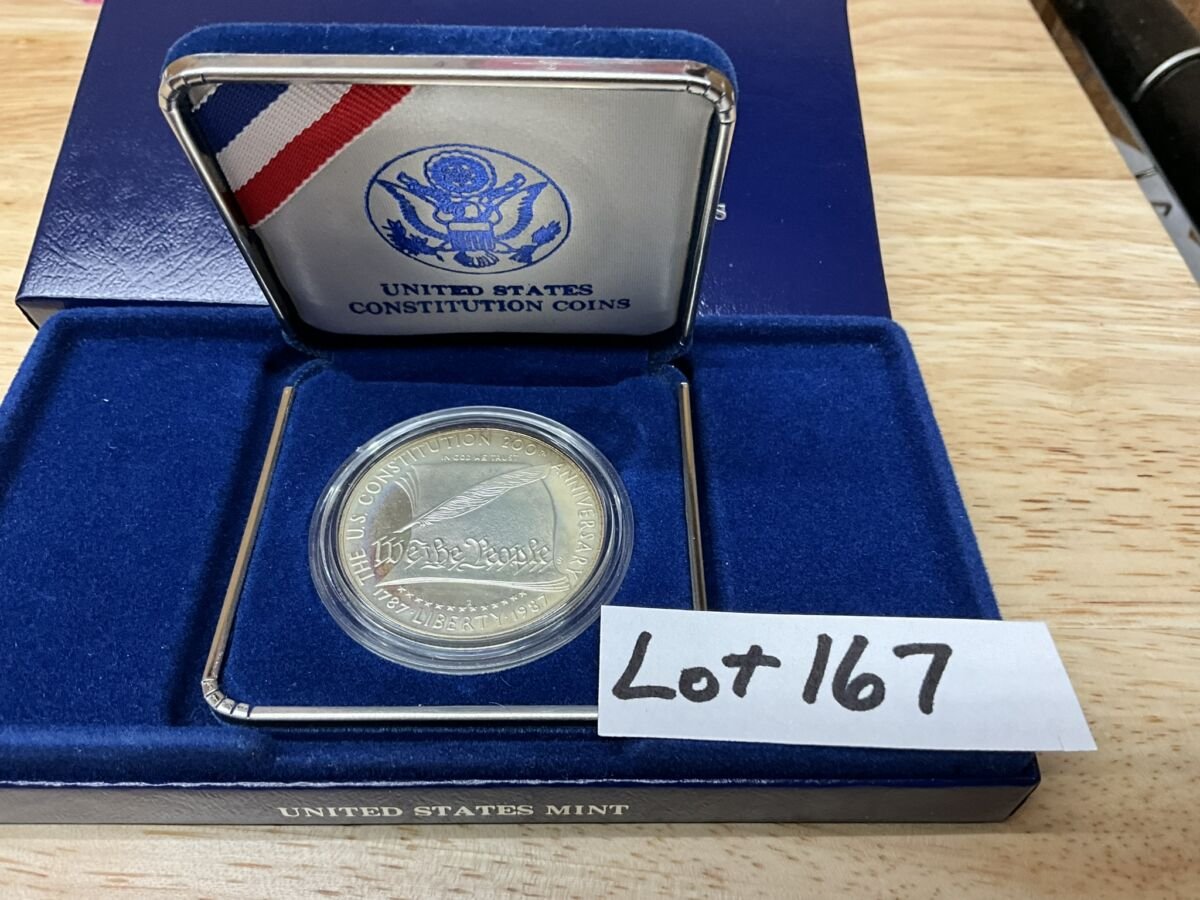 UNITED STATES
CONSTITUTION COINS
THE U.S. CONSTITUTION 200TH ANNIVERSARY
IN GOD WE TRUST
We the People
1787 · LIBERTY · 1987
Lot 167
UNITED STATES MINT